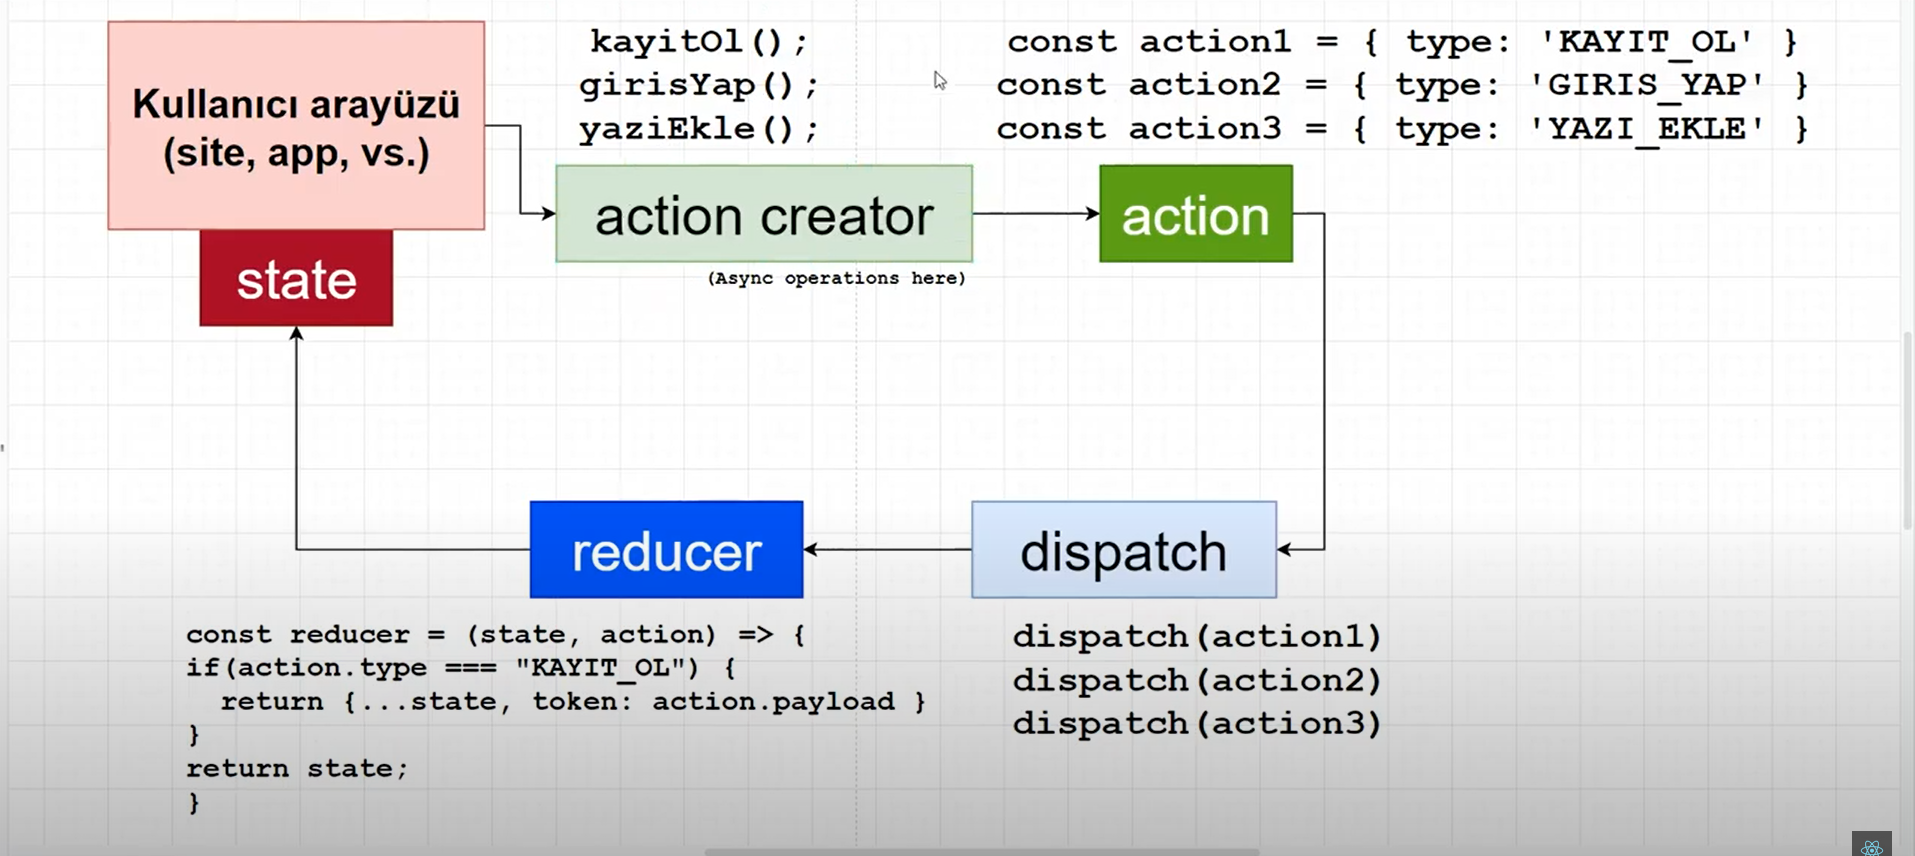 Kullanıcı arayüzü
(site, app, vs.)
state
kayitOl();
girisYap();
yaziEkle();
action creator
(Async operations here)
const action1 = { type: 'KAYIT_OL' }
const action2 = { type: 'GIRIS_YAP' }
const action3 = { type: 'YAZI_EKLE' }
action
reducer
const reducer = (state, action) => {
if(action.type === "KAYIT_OL") {
return {...state, token: action.payload }
}
return state;
}
dispatch
dispatch(action1)
dispatch(action2)
dispatch(action3)